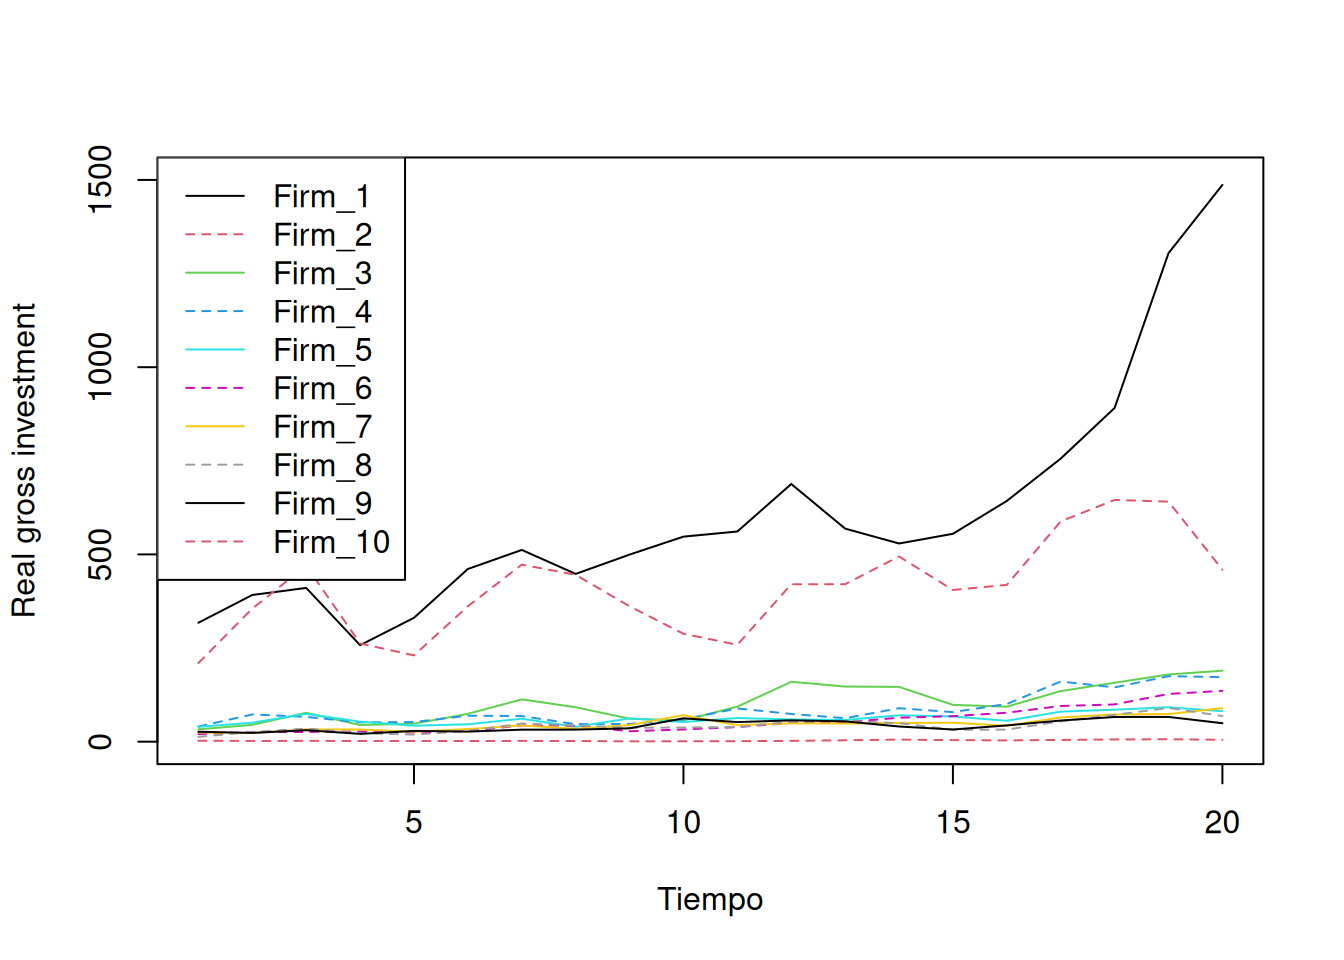 Firm_1
Firm_2
Firm_3
Firm_4
Firm_5
Firm_6
Firm_7
Firm_8
Firm_9
Firm_10
Real gross investment
1500
1000
500
0
5 10 15 20
Tiempo